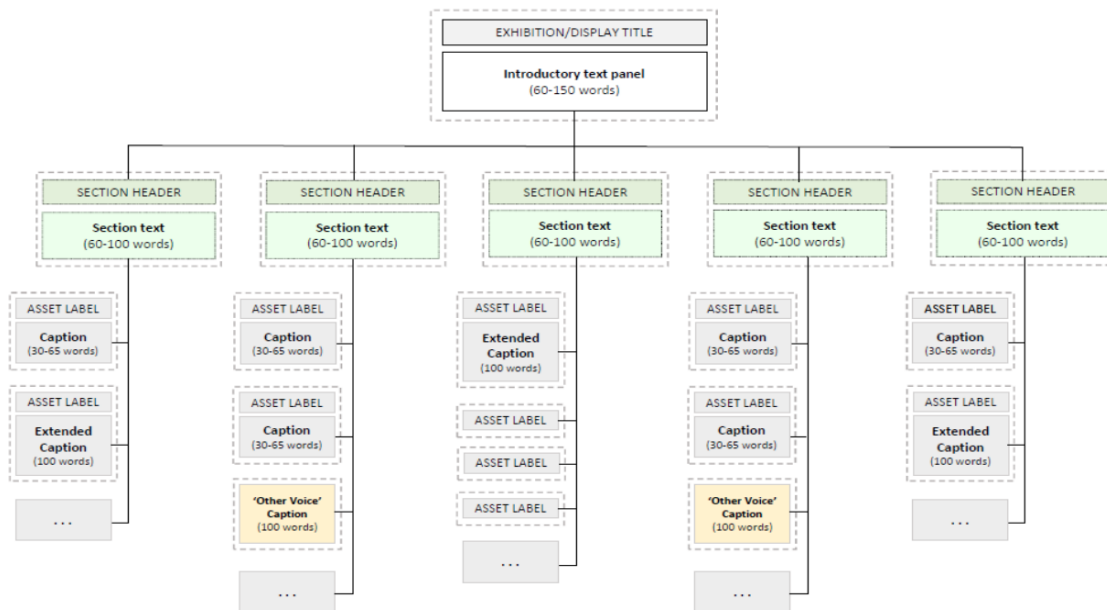 EXHIBITION/DISPLAY TITLE
Introductory text panel
(60-150 words)
SECTION HEADER
Section text
(60-100 words)
ASSET LABEL
Caption
(30-65 words)
ASSET LABEL
Extended
Caption
(100 words)
...
SECTION HEADER
Section text
(60-100 words)
ASSET LABEL
Caption
(30-65 words)
ASSET LABEL
Caption
(30-65 words)
‘Other Voice’
Caption
(100 words)
...
SECTION HEADER
Section text
(60-100 words)
ASSET LABEL
Extended
Caption
(100 words)
ASSET LABEL
ASSET LABEL
ASSET LABEL
...
SECTION HEADER
Section text
(60-100 words)
ASSET LABEL
Caption
(30-65 words)
ASSET LABEL
Caption
(30-65 words)
‘Other Voice’
Caption
(100 words)
...
SECTION HEADER
Section text
(60-100 words)
ASSET LABEL
Caption
(30-65 words)
ASSET LABEL
Extended
Caption
(100 words)
...